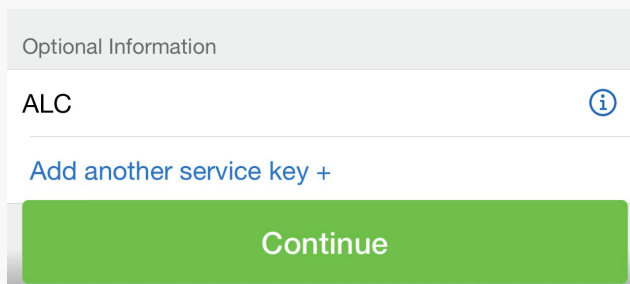 Optional Information
ALC
Add another service key +
Continue